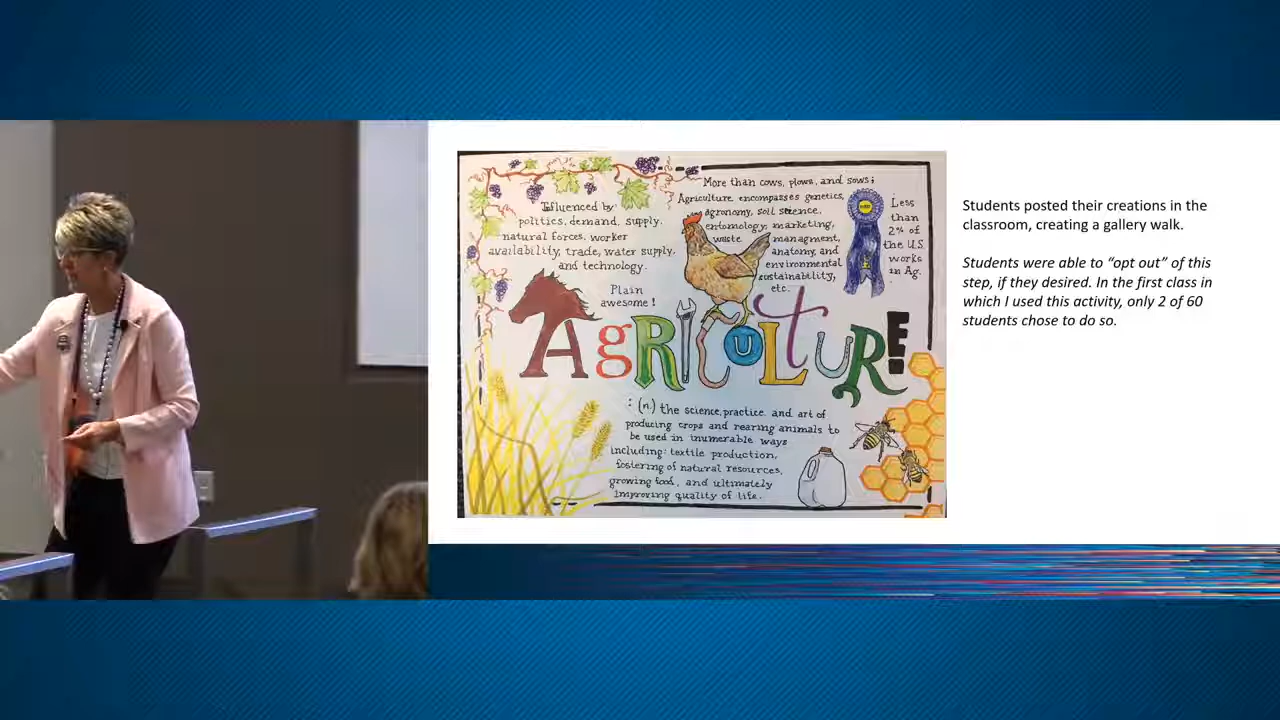 More than cows, plows, and sows;
Agriculture encompasses genetics,
agronomy, soil science,
entomology, marketing,
waste managment,
anatomy, and
environmental
sustainability,
etc.
Influenced by:
politics, demand, supply,
natural forces, worker
availability, trade, water supply,
and technology.
Plain
awesome!
Less
than
2% of
the U.S.
works
in Ag.
AgRiCULtURE!
: (n.) the science, practice and art of
producing crops and rearing animals to
be used in inumerable ways
including: textile production,
fostering of natural resources,
growing food, and ultimately
improving quality of life.
Students posted their creations in the
classroom, creating a gallery walk.
Students were able to “opt out” of this
step, if they desired. In the first class in
which I used this activity, only 2 of 60
students chose to do so.